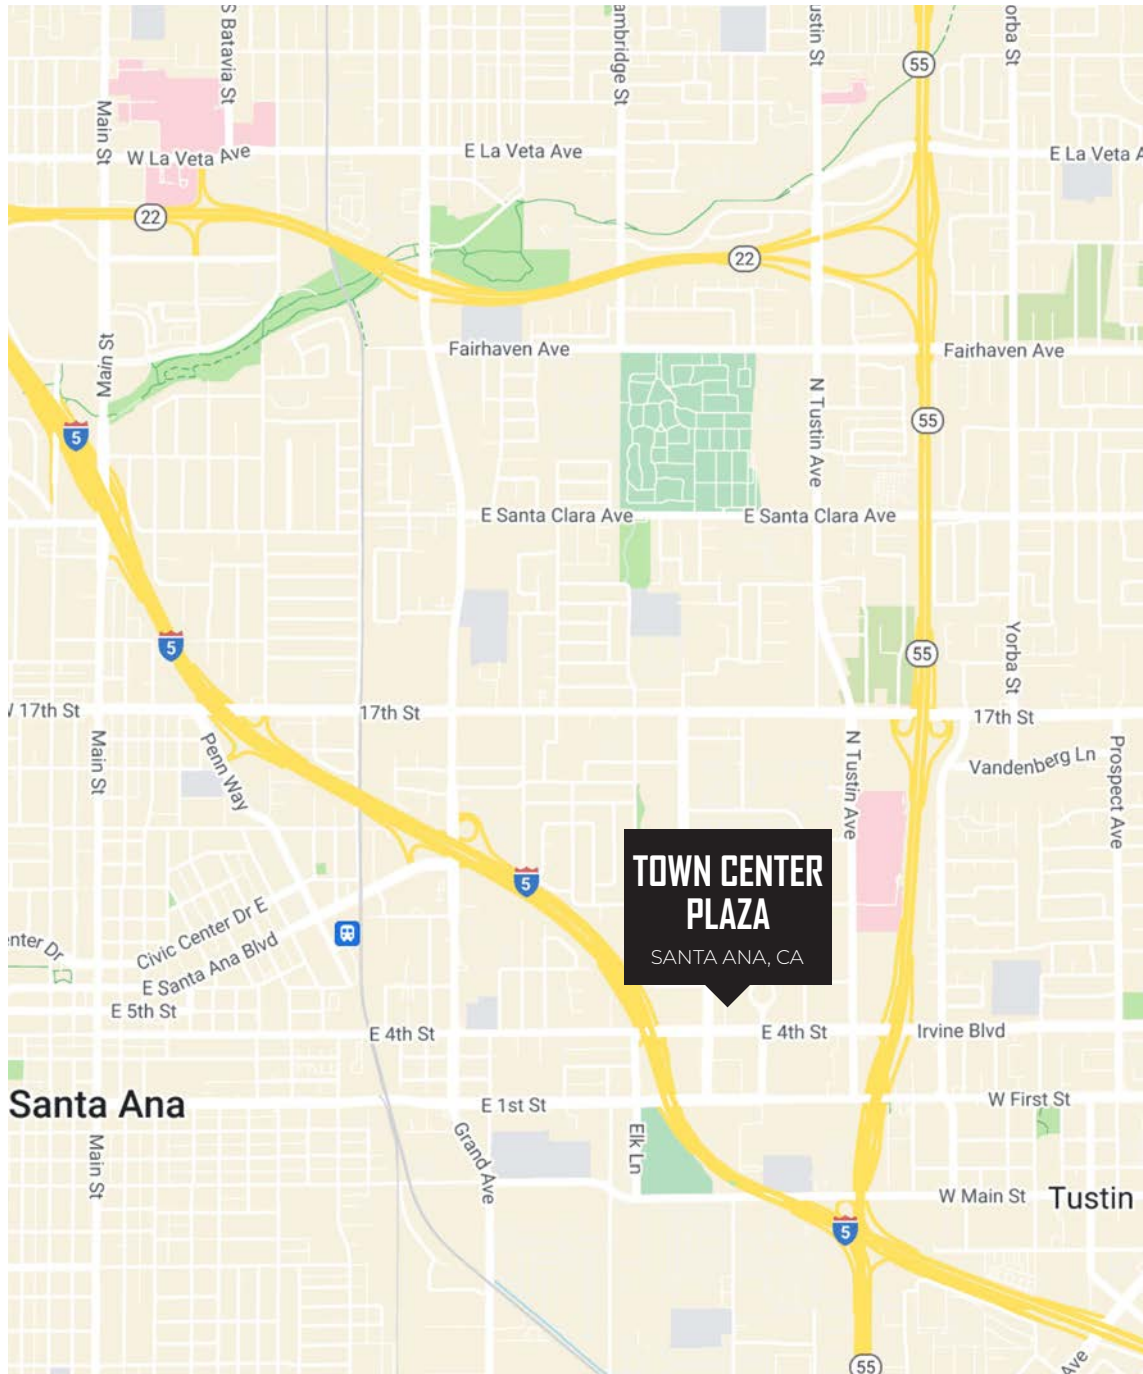 S Batavia St
ambridge St
ustin St
Yorba St
55
Main St
W La Veta Ave
E La Veta Ave
E La Veta A
22
22
Main St
Fairhaven Ave
Fairhaven Ave
N Tustin Ave
5
55
E Santa Clara Ave
E Santa Clara Ave
5
55
Yorba St
17th St
17th St
17th St
Main St
Penn Way
N Tustin Ave
Vandenberg Ln
Prospect Ave
TOWN CENTER
PLAZA
SANTA ANA, CA
5
Civic Center Dr E
enter Dr
E Santa Ana Blvd
E 5th St
E 4th St
E 4th St
Irvine Blvd
Santa Ana
E 1st St
W First St
Main St
Grand Ave
Elk Ln
W Main St
Tustin
5
55
Ave